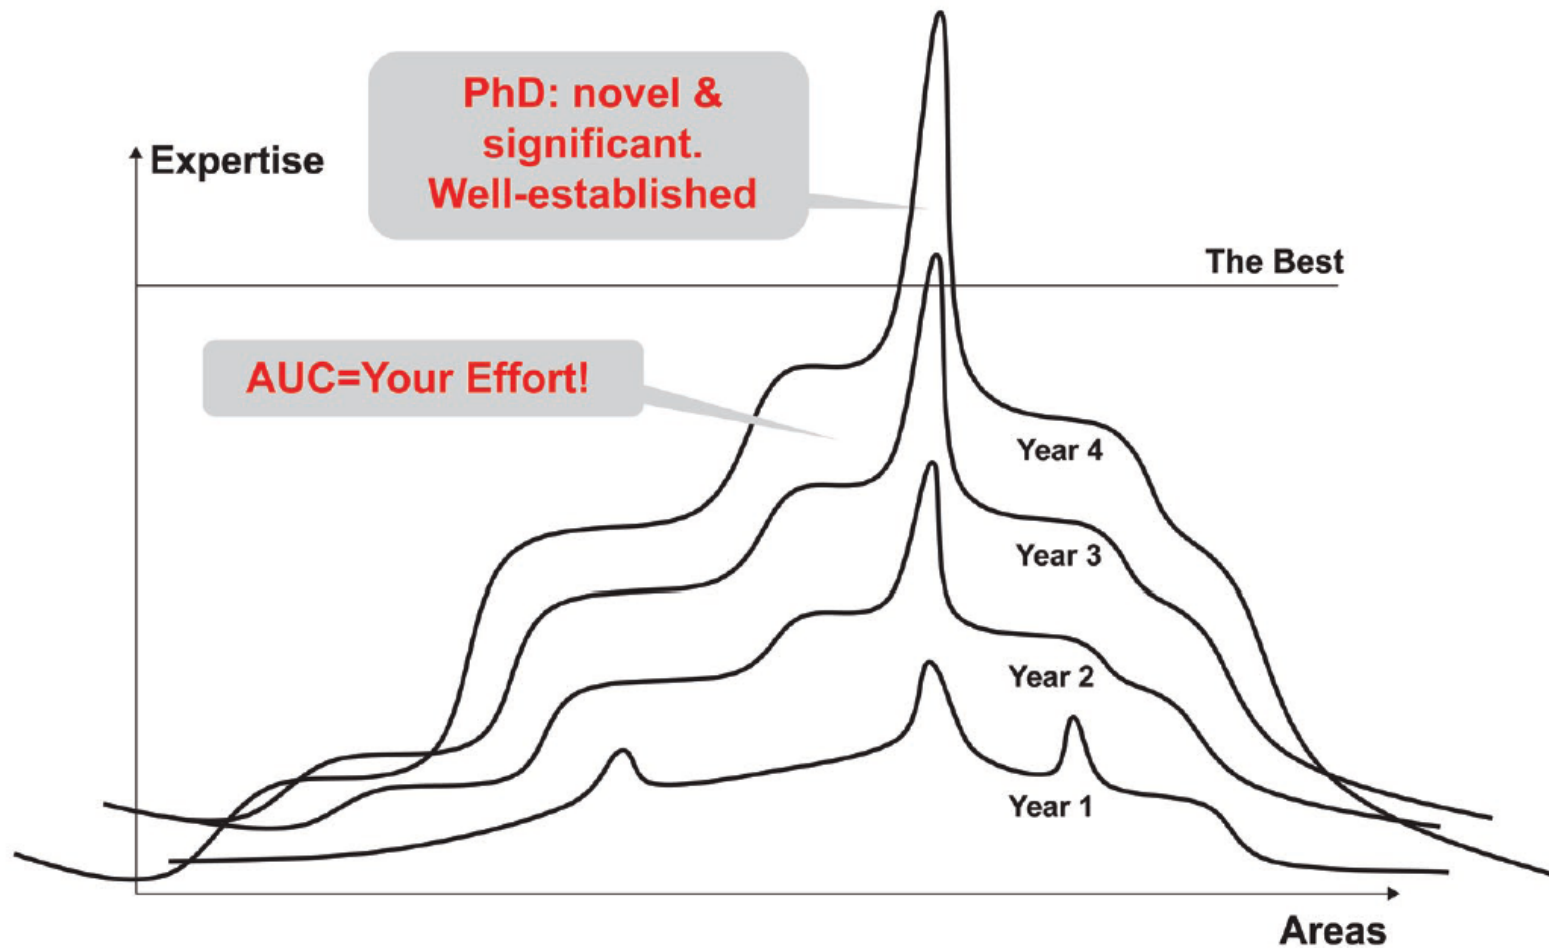 PhD: novel &
significant.
Well-established
Expertise
The Best
AUC=Your Effort!
Year 4
Year 3
Year 2
Year 1
Areas